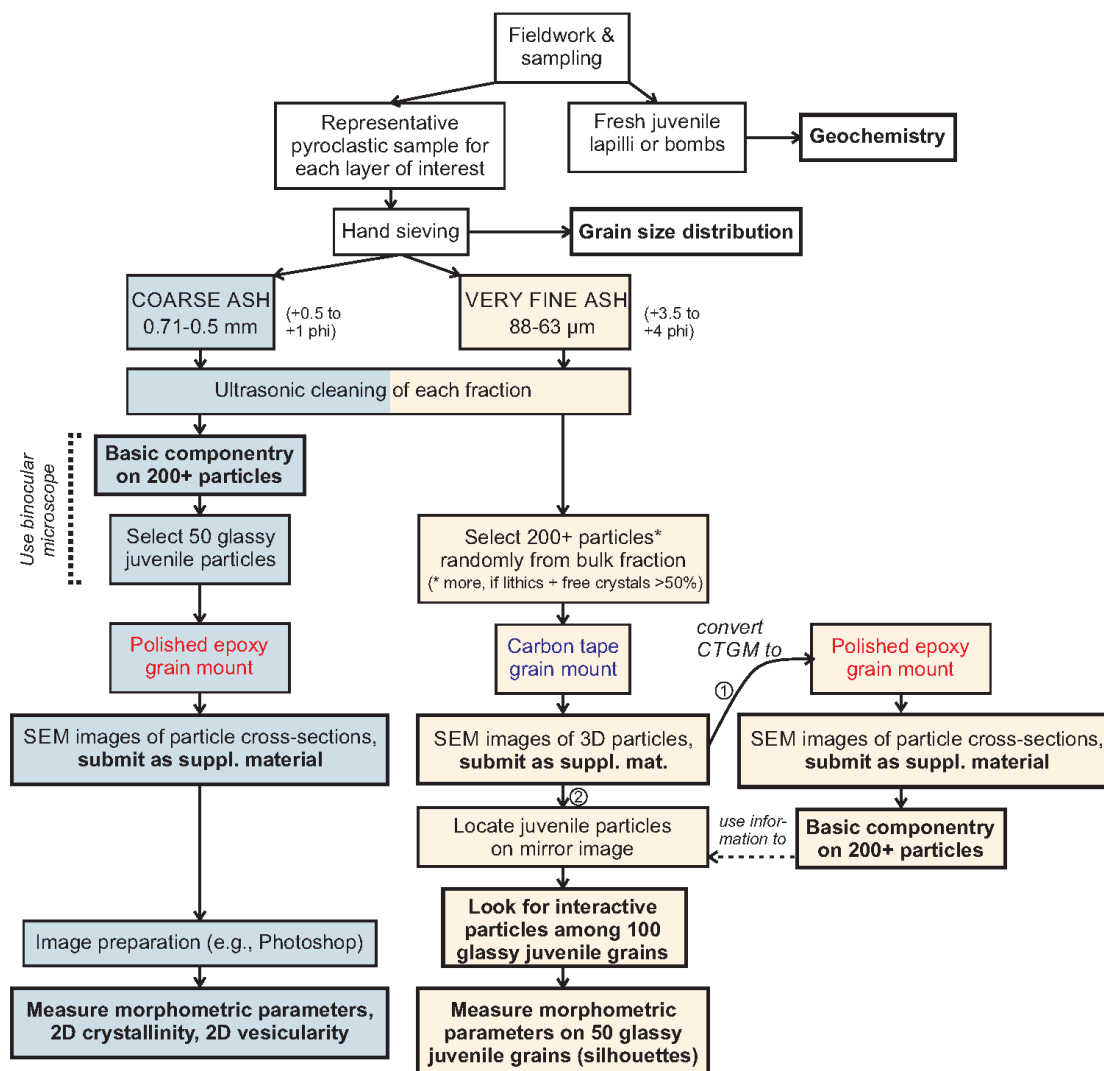 Fieldwork &
sampling
Representative
pyroclastic sample for
each layer of interest
Fresh juvenile
lapilli or bombs
Geochemistry
Hand sieving
Grain size distribution
COARSE ASH
0.71-0.5 mm
(+0.5 to
+1 phi)
VERY FINE ASH
88-63 µm
(+3.5 to
+4 phi)
Ultrasonic cleaning of each fraction
Use binocular
microscope
Basic componentry
on 200+ particles
Select 50 glassy
juvenile particles
Select 200+ particles*
randomly from bulk fraction
(* more, if lithics + free crystals >50%)
Polished epoxy
grain mount
Carbon tape
grain mount
convert
CTGM to
①
Polished epoxy
grain mount
SEM images of particle cross-sections,
submit as suppl. material
SEM images of 3D particles,
submit as suppl. mat.
SEM images of particle cross-sections,
submit as suppl. material
②
Locate juvenile particles
on mirror image
use infor-
mation to
Basic componentry
on 200+ particles
Look for interactive
particles among 100
glassy juvenile grains
Image preparation (e.g., Photoshop)
Measure morphometric parameters,
2D crystallinity, 2D vesicularity
Measure morphometric
parameters on 50 glassy
juvenile grains (silhouettes)